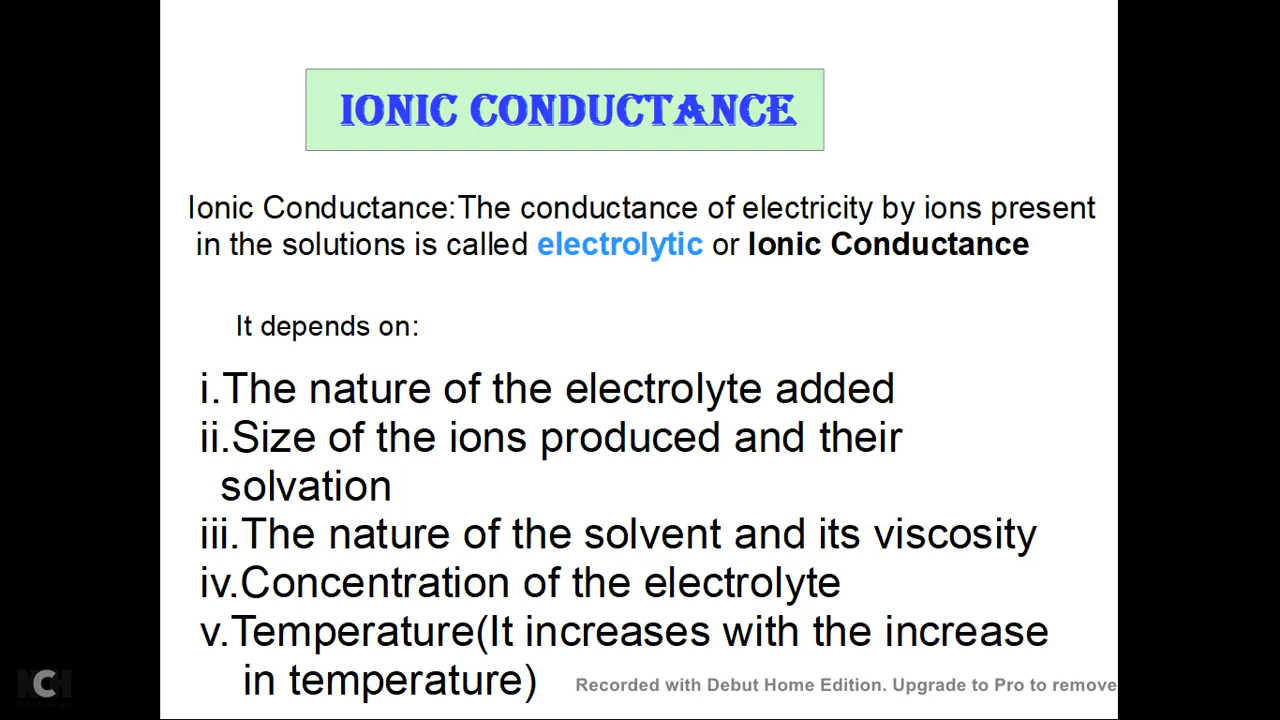 IONIC CONDUCTANCE
Ionic Conductance:The conductance of electricity by ions present
in the solutions is called electrolytic or Ionic Conductance
It depends on:
i.The nature of the electrolyte added
ii.Size of the ions produced and their
solvation
iii.The nature of the solvent and its viscosity
iv.Concentration of the electrolyte
v.Temperature(It increases with the increase
in temperature)
Recorded with Debut Home Edition. Upgrade to Pro to remove
NCH